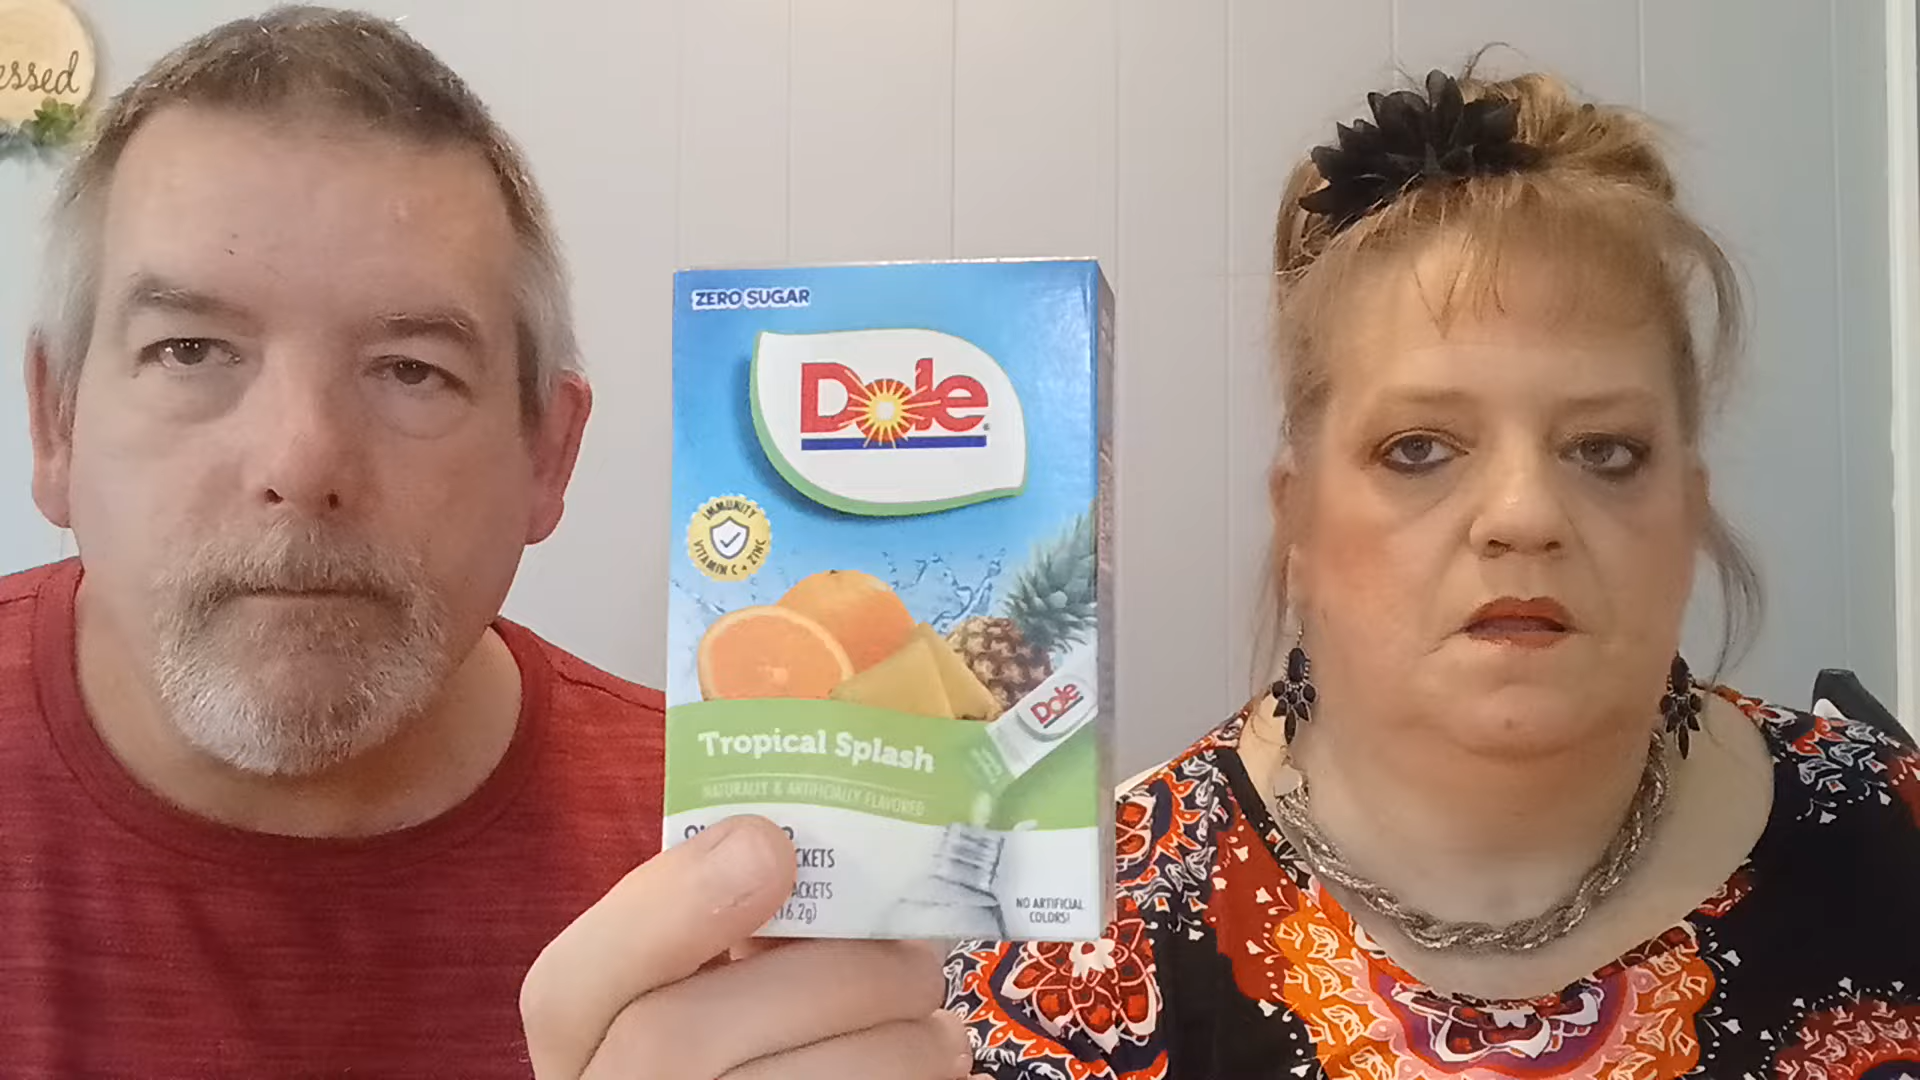 essed
ZERO SUGAR
Dole
IMMUNITY
VITAMIN C + ZINC
Dole
Tropical Splash
NATURALLY & ARTIFICIALLY FLAVORED
CKETS
ACKETS
16.2g)
NO ARTIFICIAL
COLORS!